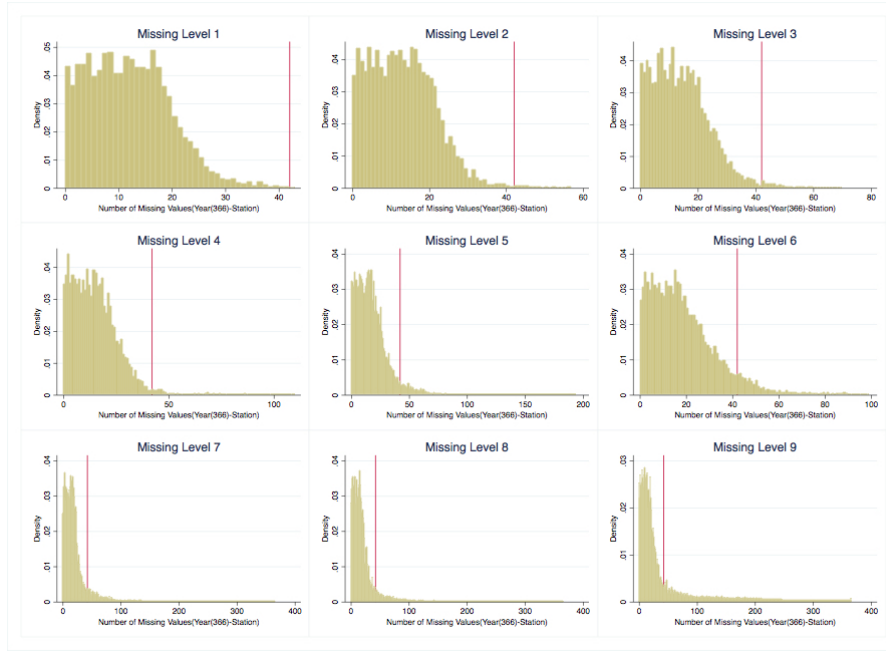 Missing Level 1
Density
0 .01 .02 .03 .04 .05
0 10 20 30 40
Number of Missing Values(Year(366)-Station)
Missing Level 2
Density
0 .01 .02 .03 .04
0 20 40 60
Number of Missing Values(Year(366)-Station)
Missing Level 3
Density
0 .01 .02 .03 .04
0 20 40 60 80
Number of Missing Values(Year(366)-Station)
Missing Level 4
Density
0 .01 .02 .03 .04
0 50 100
Number of Missing Values(Year(366)-Station)
Missing Level 5
Density
0 .01 .02 .03 .04
0 50 100 150 200
Number of Missing Values(Year(366)-Station)
Missing Level 6
Density
0 .01 .02 .03 .04
0 20 40 60 80 100
Number of Missing Values(Year(366)-Station)
Missing Level 7
Density
0 .01 .02 .03 .04
0 100 200 300 400
Number of Missing Values(Year(366)-Station)
Missing Level 8
Density
0 .01 .02 .03 .04
0 100 200 300 400
Number of Missing Values(Year(366)-Station)
Missing Level 9
Density
0 .01 .02 .03
0 100 200 300 400
Number of Missing Values(Year(366)-Station)